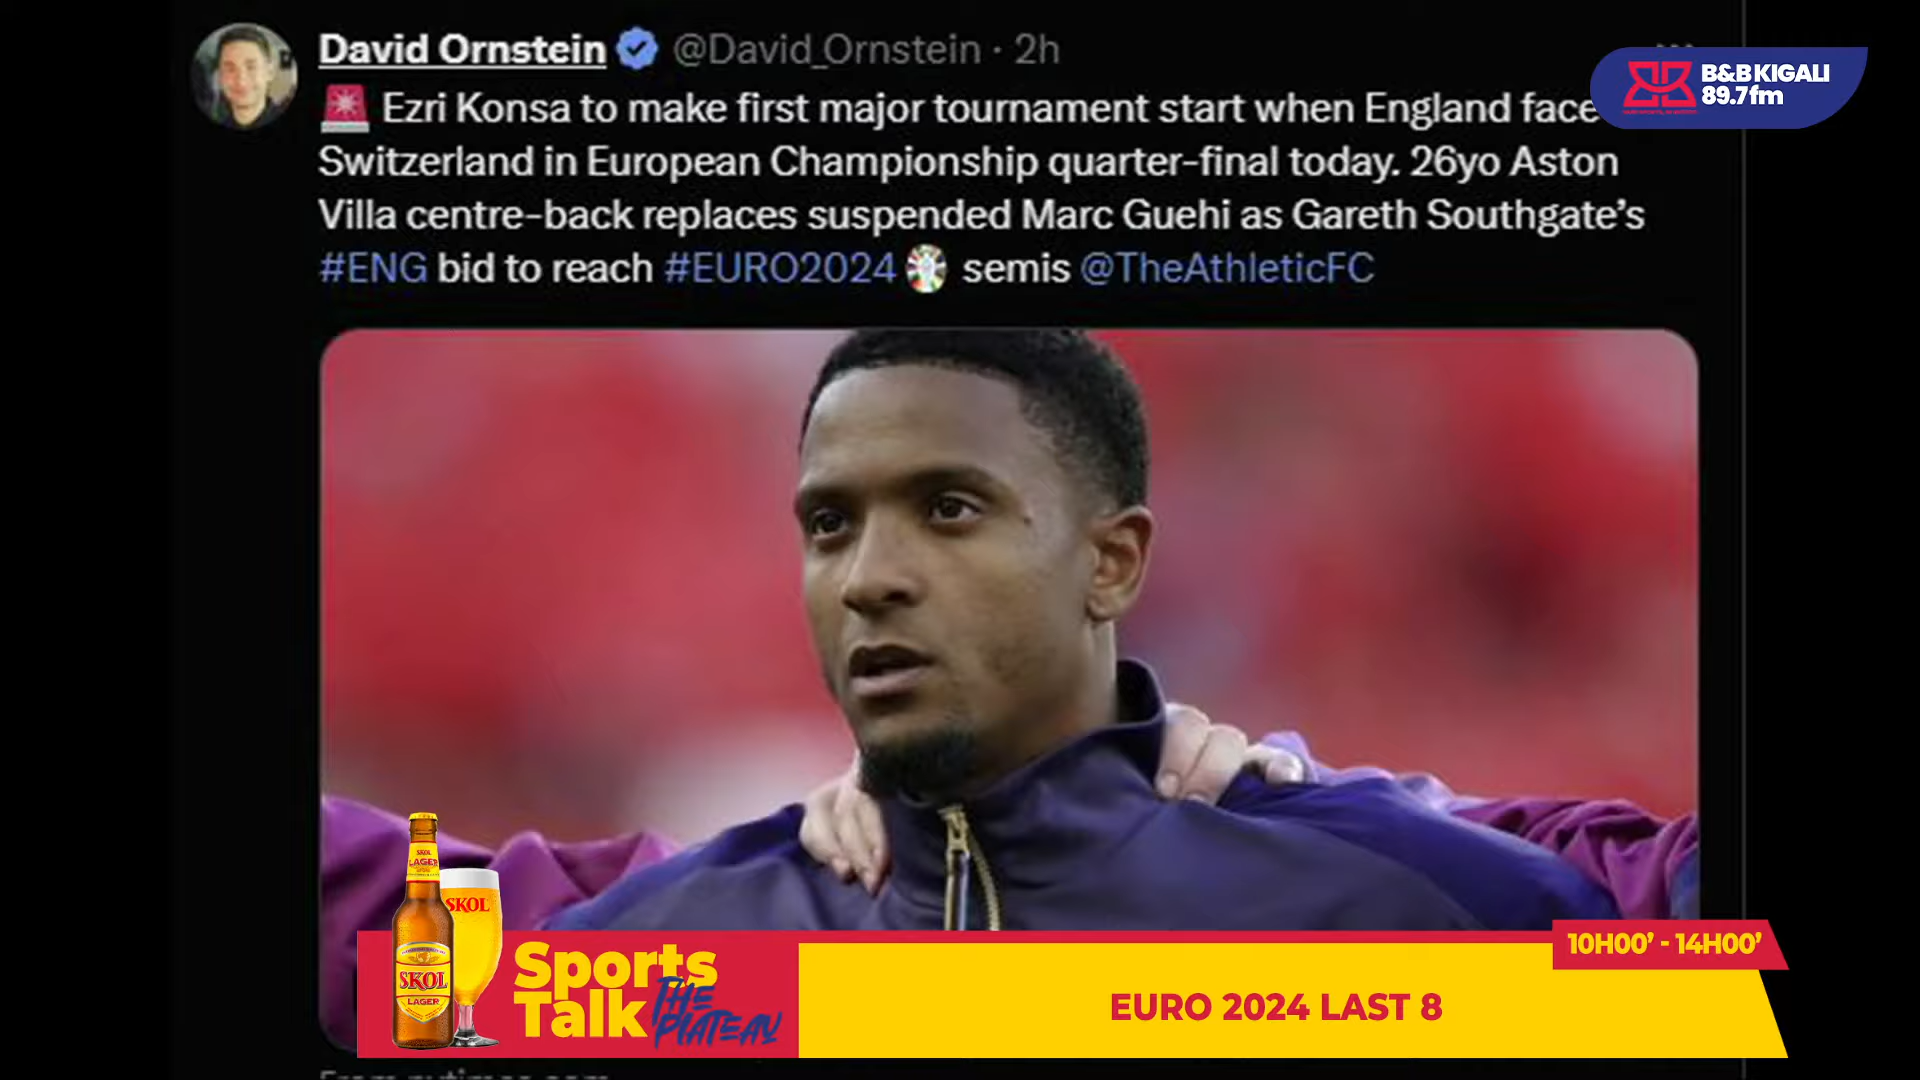 David Ornstein @David_Ornstein · 2h
Ezri Konsa to make first major tournament start when England face
Switzerland in European Championship quarter-final today. 26yo Aston
Villa centre-back replaces suspended Marc Guehi as Gareth Southgate’s
#ENG bid to reach #EURO2024 semis @TheAthleticFC
B&B KIGALI
89.7fm
SKOL
LAGER
SKOL
SKOL
LAGER
Sports
Talk THE
PLATEAU
10H00’ - 14H00’
EURO 2024 LAST 8